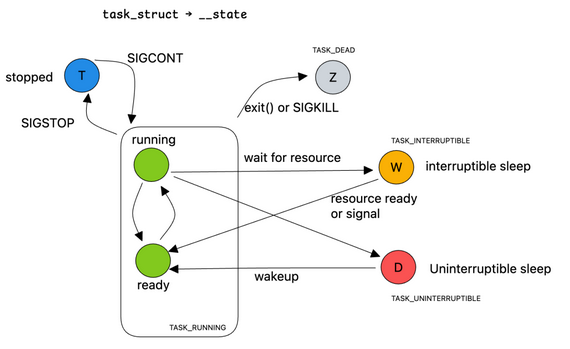 task_struct → __state
TASK_DEAD
SIGCONT
stopped
T
Z
exit() or SIGKILL
SIGSTOP
running
TASK_INTERRUPTIBLE
wait for resource
W
interruptible sleep
resource ready
or signal
D
Uninterruptible sleep
wakeup
ready
TASK_UNINTERRUPTIBLE
TASK_RUNNING